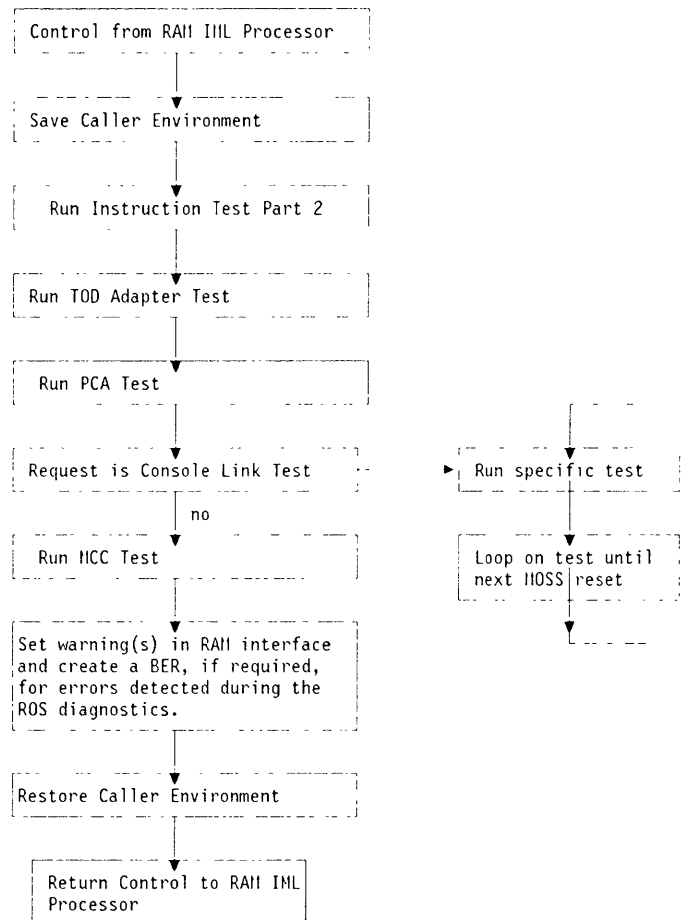 Control from RAM IML Processor
Save Caller Environment
Run Instruction Test Part 2
Run TOD Adapter Test
Run PCA Test
Request is Console Link Test
no
Run MCC Test
Set warning(s) in RAM interface
and create a BER, if required,
for errors detected during the
ROS diagnostics.
Restore Caller Environment
Return Control to RAM IML
Processor
Run specific test
Loop on test until
next MOSS reset